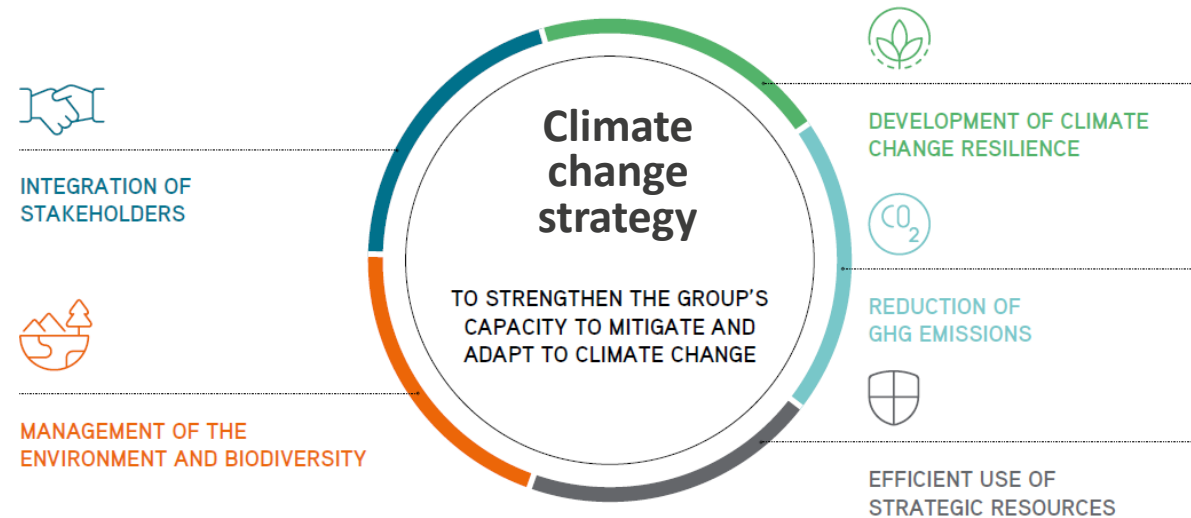 Climate
change
strategy
TO STRENGTHEN THE GROUP'S
CAPACITY TO MITIGATE AND
ADAPT TO CLIMATE CHANGE
INTEGRATION OF
STAKEHOLDERS
MANAGEMENT OF THE
ENVIRONMENT AND BIODIVERSITY
DEVELOPMENT OF CLIMATE
CHANGE RESILIENCE
CO2
REDUCTION OF
GHG EMISSIONS
EFFICIENT USE OF
STRATEGIC RESOURCES